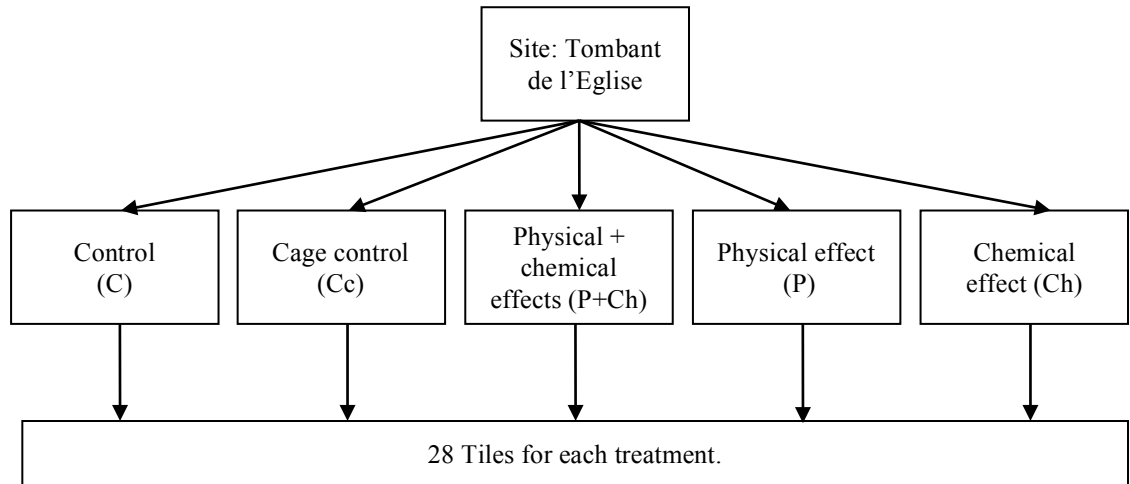 Site: Tombant
de l’Eglise
Control
(C)
Cage control
(Cc)
Physical +
chemical
effects (P+Ch)
Physical effect
(P)
Chemical
effect (Ch)
28 Tiles for each treatment.